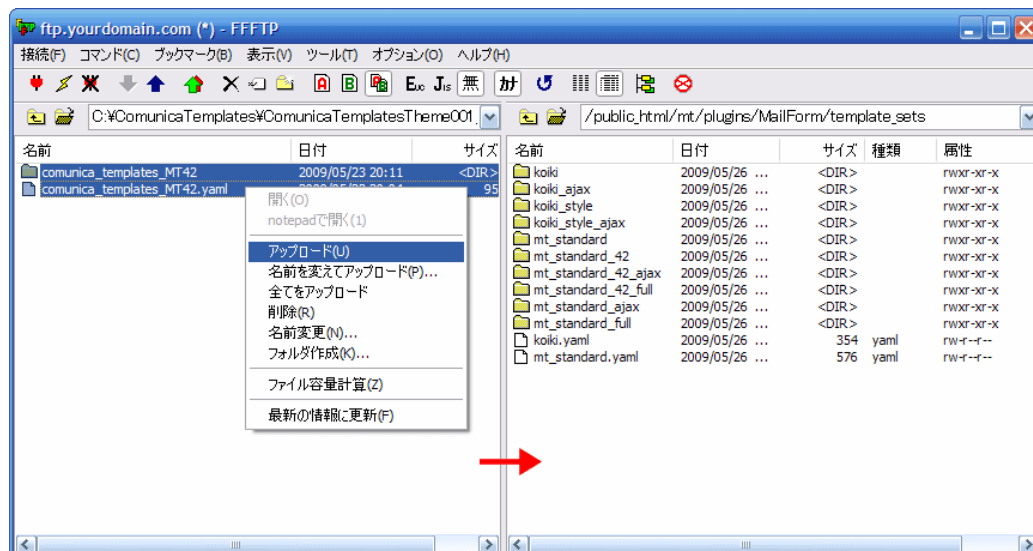 ftp.yourdomain.com (*) - FFFTP
接続(F) コマンド(C) ブックマーク(B) 表示(V) ツール(T) オプション(O) ヘルプ(H)
A B Euc Jis 無 カナ
C:¥ComunicaTemplates¥ComunicaTemplatesTheme001_
/public_html/mt/plugins/MailForm/template_sets
名前 日付 サイズ
comunica_templates_MT42 2009/05/23 20:11 <DIR>
comunica_templates_MT42.yaml 95
開く(O)
notepadで開く(1)
アップロード(U)
名前を変えてアップロード(P)...
全てをアップロード
削除(R)
名前変更(N)...
フォルダ作成(K)...
ファイル容量計算(Z)
最新の情報に更新(F)
名前 日付 サイズ 種類 属性
koiki 2009/05/26 ... <DIR> rwxr-xr-x
koiki_ajax 2009/05/26 ... <DIR> rwxr-xr-x
koiki_style 2009/05/26 ... <DIR> rwxr-xr-x
koiki_style_ajax 2009/05/26 ... <DIR> rwxr-xr-x
mt_standard 2009/05/26 ... <DIR> rwxr-xr-x
mt_standard_42 2009/05/26 ... <DIR> rwxr-xr-x
mt_standard_42_ajax 2009/05/26 ... <DIR> rwxr-xr-x
mt_standard_42_full 2009/05/26 ... <DIR> rwxr-xr-x
mt_standard_ajax 2009/05/26 ... <DIR> rwxr-xr-x
mt_standard_full 2009/05/26 ... <DIR> rwxr-xr-x
koiki.yaml 2009/05/26 ... 354 yaml rw-r--r--
mt_standard.yaml 2009/05/26 ... 576 yaml rw-r--r--